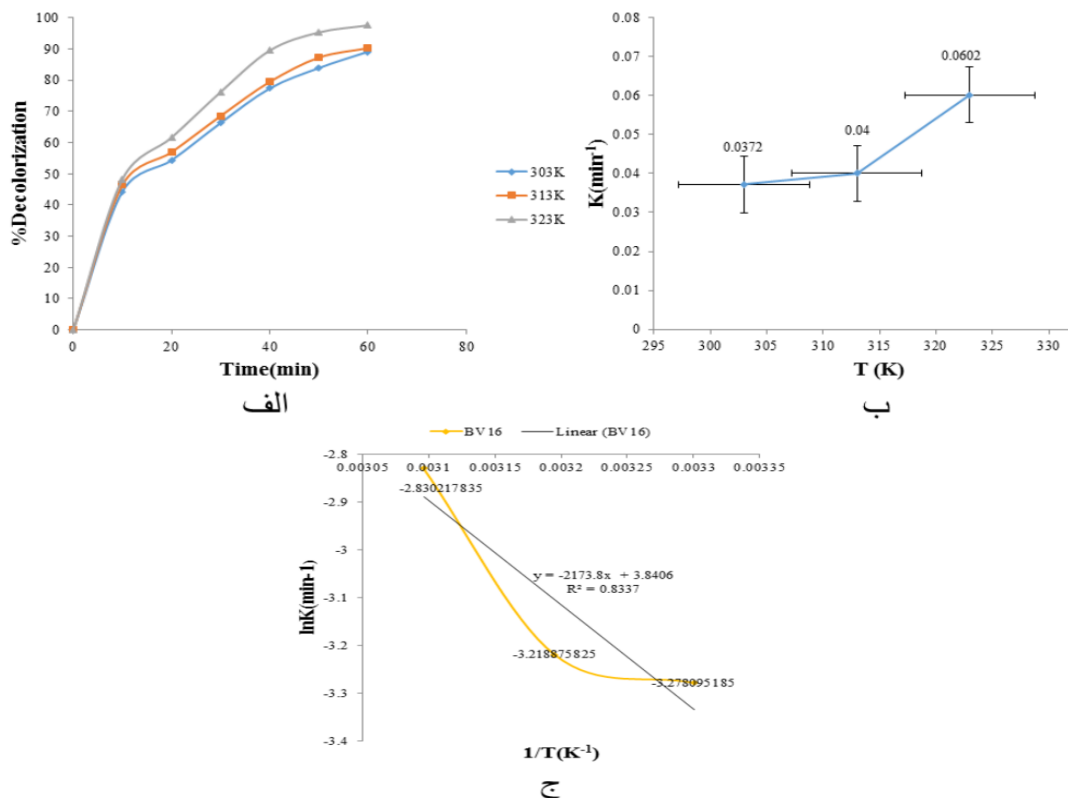 %Decolorization
100
90
80
70
60
50
40
30
20
10
0
0 20 40 60 80
Time(min)
303K
313K
323K
الف
K(min-1)
0.08
0.07
0.06
0.05
0.04
0.03
0.02
0.01
0
0.0372
0.04
0.0602
295 300 305 310 315 320 325 330
T (K)
ب
BV16 Linear (BV16)
lnK(min-1)
-2.8
-2.9
-3
-3.1
-3.2
-3.3
-3.4
0.00305 0.0031 0.00315 0.0032 0.00325 0.0033 0.00335
-2.830217835
y = -2173.8x + 3.8406
R² = 0.8337
-3.218875825
-3.278095185
1/T(K-1)
ج